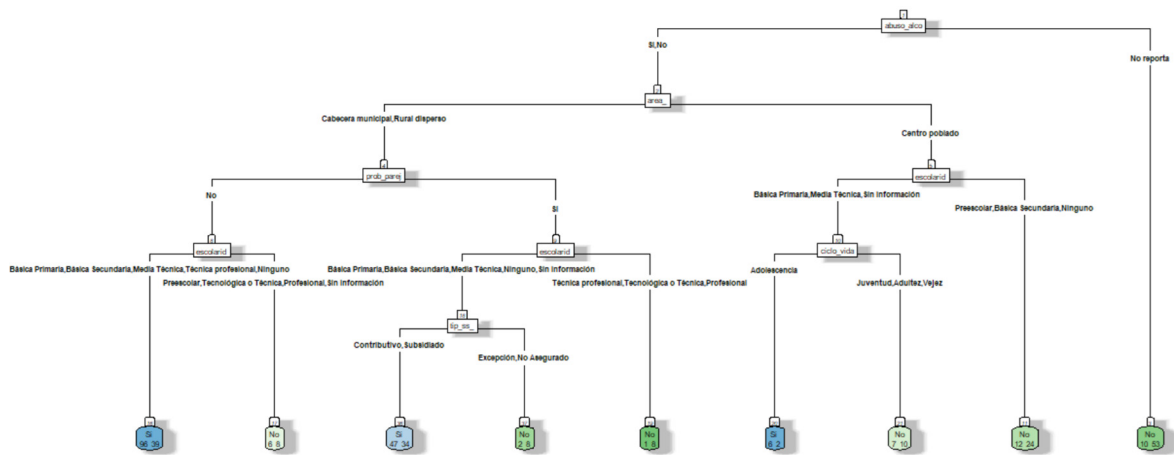 1
abuso_alco
Si,No
No reporta
area_
Cabecera municipal,Rural disperso
Centro poblado
prob_parej
escolarid
No
Si
Básica Primaria,Media Técnica,Sin información
Preescolar,Básica Secundaria,Ninguno
escolarid
escolarid
ciclo_vida
Básica Primaria,Básica Secundaria,Media Técnica,Técnica profesional,Ninguno
Preescolar,Tecnológica o Técnica,Profesional,Sin información
Básica Primaria,Básica Secundaria,Media Técnica,Ninguno,Sin información
Técnica profesional,Tecnológica o Técnica,Profesional
Adolescencia
Juventud,Adultez,Vejez
tip_ss_
Contributivo,Subsidiado
Excepción,No Asegurado
Si
96 39
No
6 8
Si
47 34
No
2 8
No
1 8
Si
6 2
No
7 10
No
12 24
No
10 53